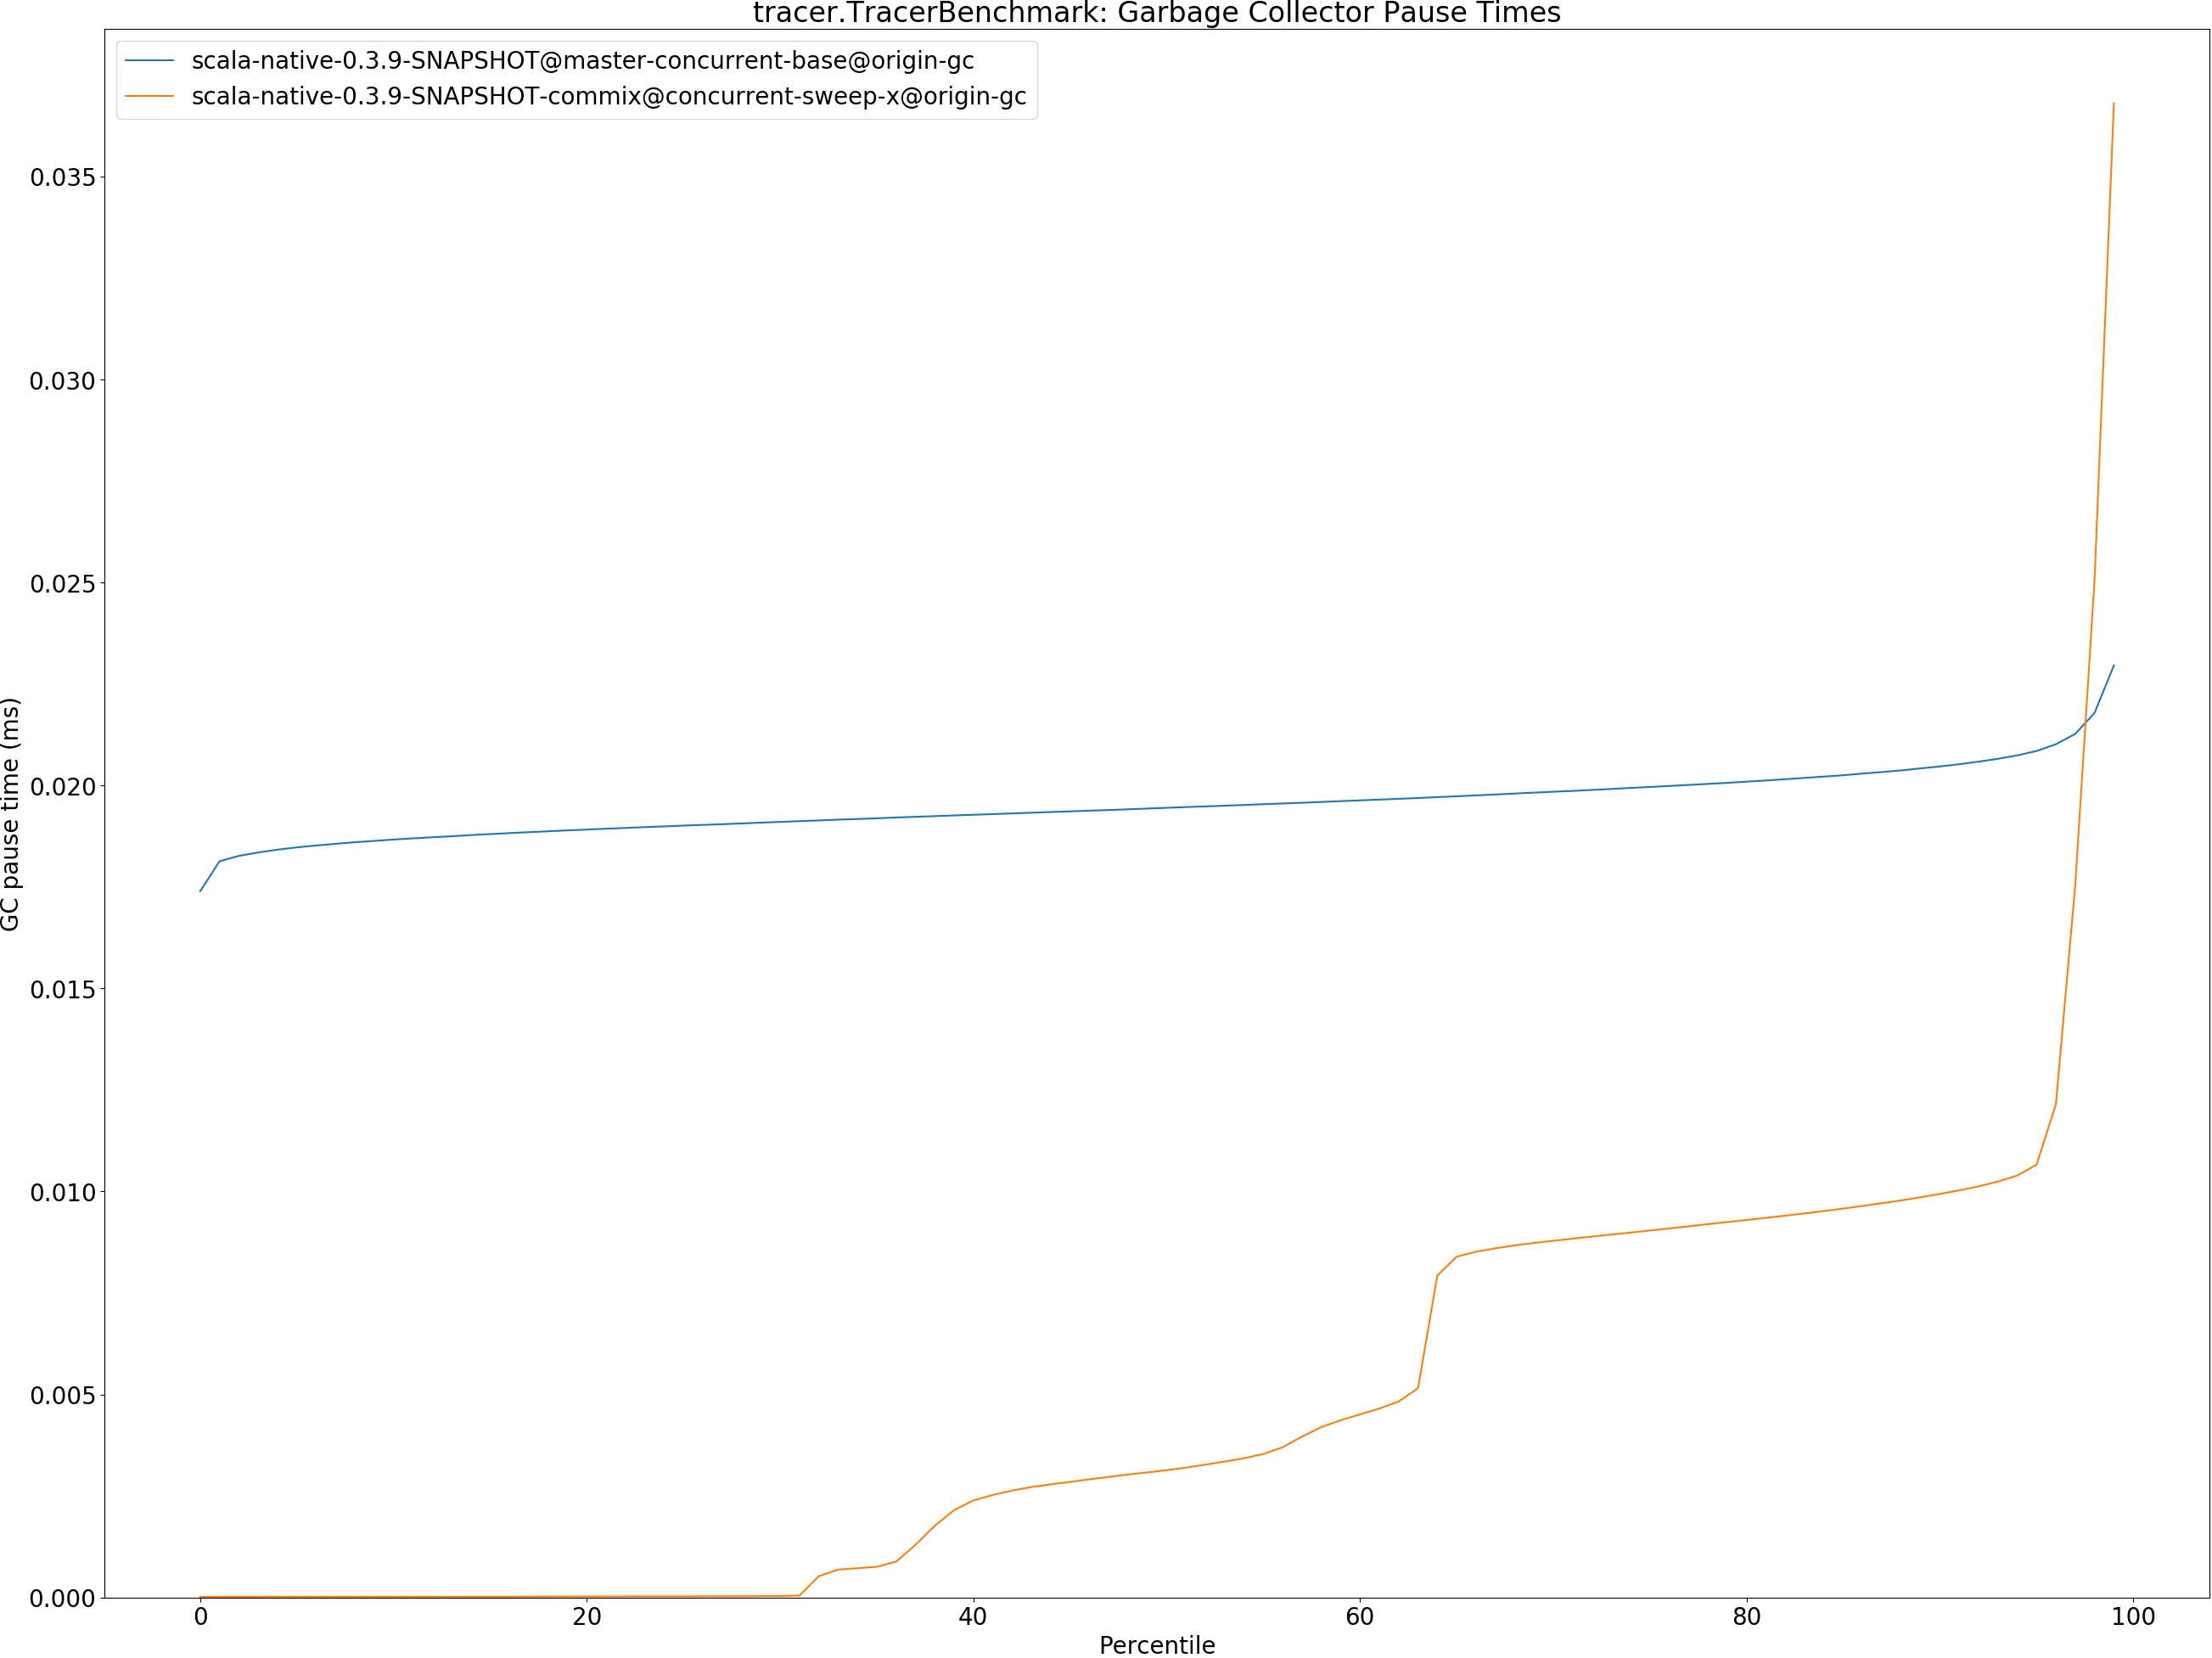 tracer.TracerBenchmark: Garbage Collector Pause Times
scala-native-0.3.9-SNAPSHOT@master-concurrent-base@origin-gc
scala-native-0.3.9-SNAPSHOT-commix@concurrent-sweep-x@origin-gc
0.035
0.030
0.025
0.020
0.015
0.010
0.005
0.000
GC pause time (ms)
0 20 40 60 80 100
Percentile